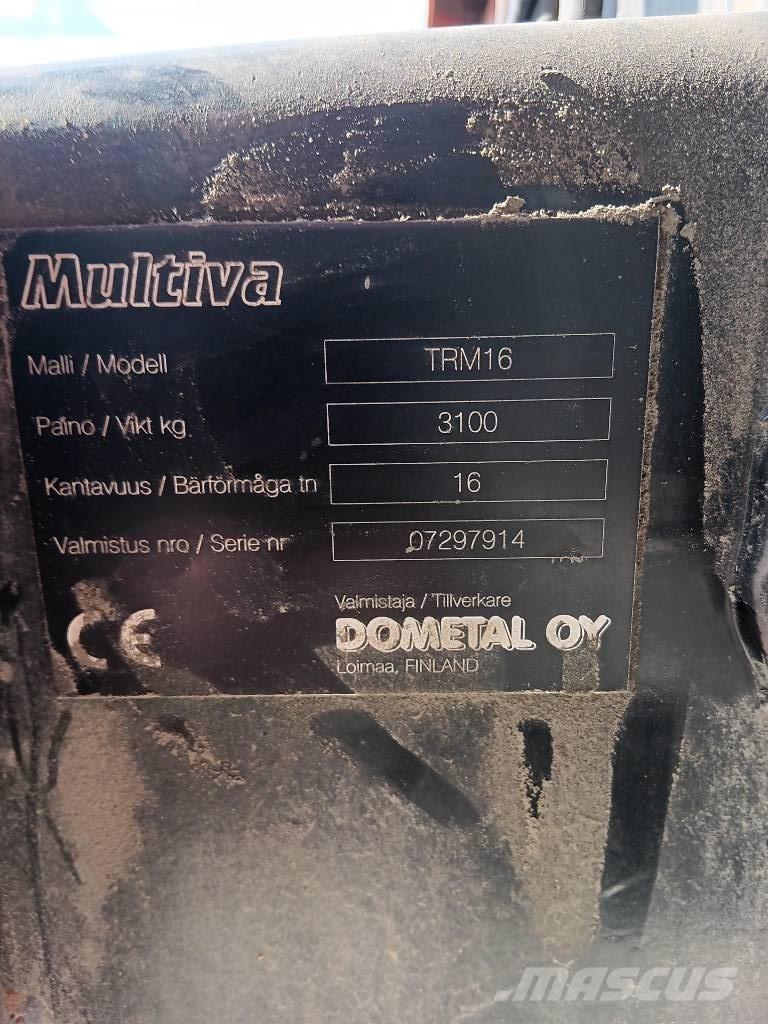 Multiva
Malli / Modell TRM16
Paino / Vikt kg 3100
Kantavuus / Bärförmåga tn 16
Valmistus nro / Serie nr 07297914
CE
Valmistaja / Tillverkare
DOMETAL OY
Loimaa, FINLAND
MASCUS